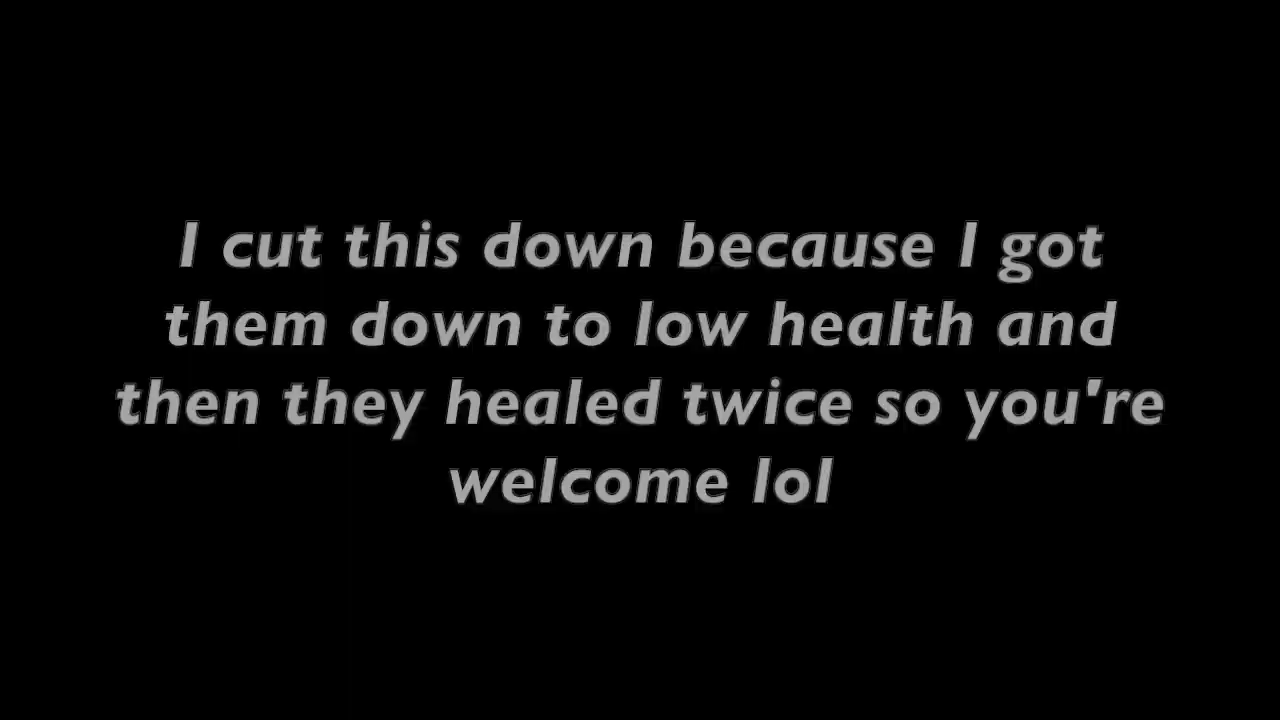 I cut this down because I got
them down to low health and
then they healed twice so you're
welcome lol